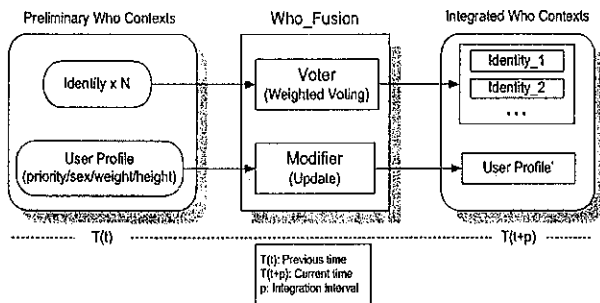 Preliminary Who Contexts
Who_Fusion
Integrated Who Contexts
Identity x N
Voter
(Weighted Voting)
Identity_1
Identity_2
...
User Profile
(priority/sex/weight/height)
Modifier
(Update)
User Profile'
T(t)
T(t+p)
T(t): Previous time
T(t+p): Current time
p: Integration Interval